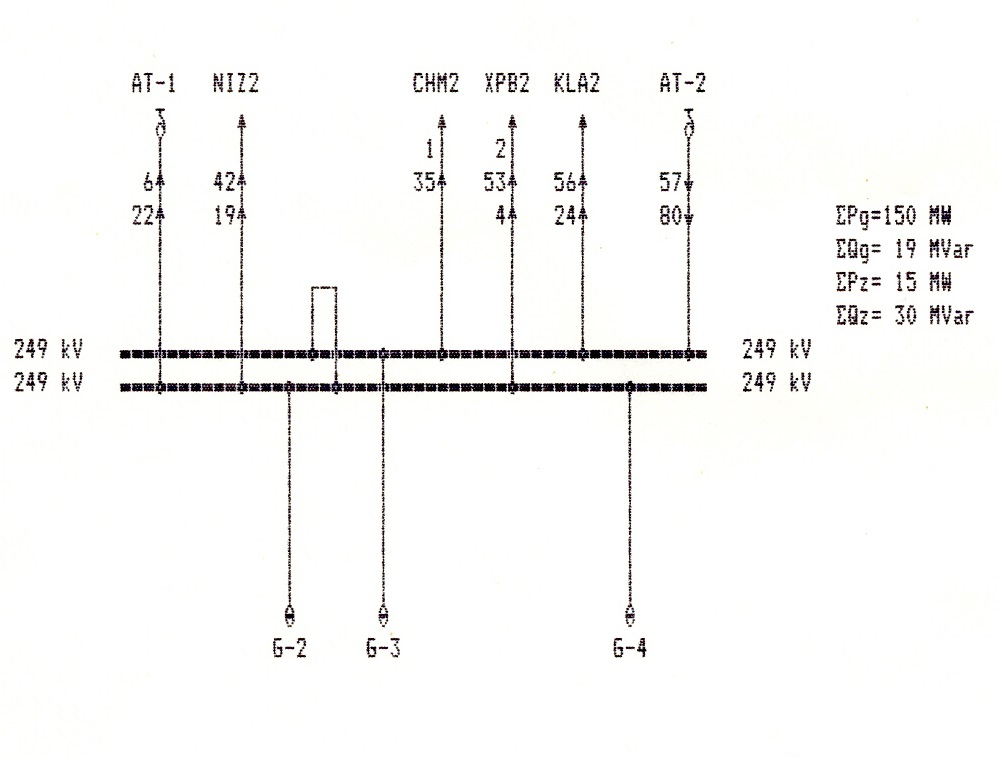 AT-1 NIZ2 CHM2 XPB2 KLA2 AT-2
1 2
6 42 35 53 56 57
22 19 4 24 80
ΣPg=150 MW
ΣQg= 19 MVar
ΣPz= 15 MW
ΣQz= 30 MVar
249 kV 249 kV
249 kV 249 kV
G-2 G-3 G-4